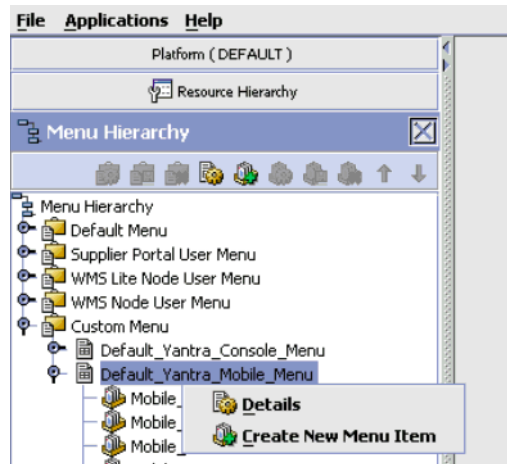 File Applications Help
Platform ( DEFAULT )
Resource Hierarchy
Menu Hierarchy
Menu Hierarchy
Default Menu
Supplier Portal User Menu
WMS Lite Node User Menu
WMS Node User Menu
Custom Menu
Default_Yantra_Console_Menu
Default_Yantra_Mobile_Menu
Mobile_
Details
Mobile_
Create New Menu Item
Mobile_